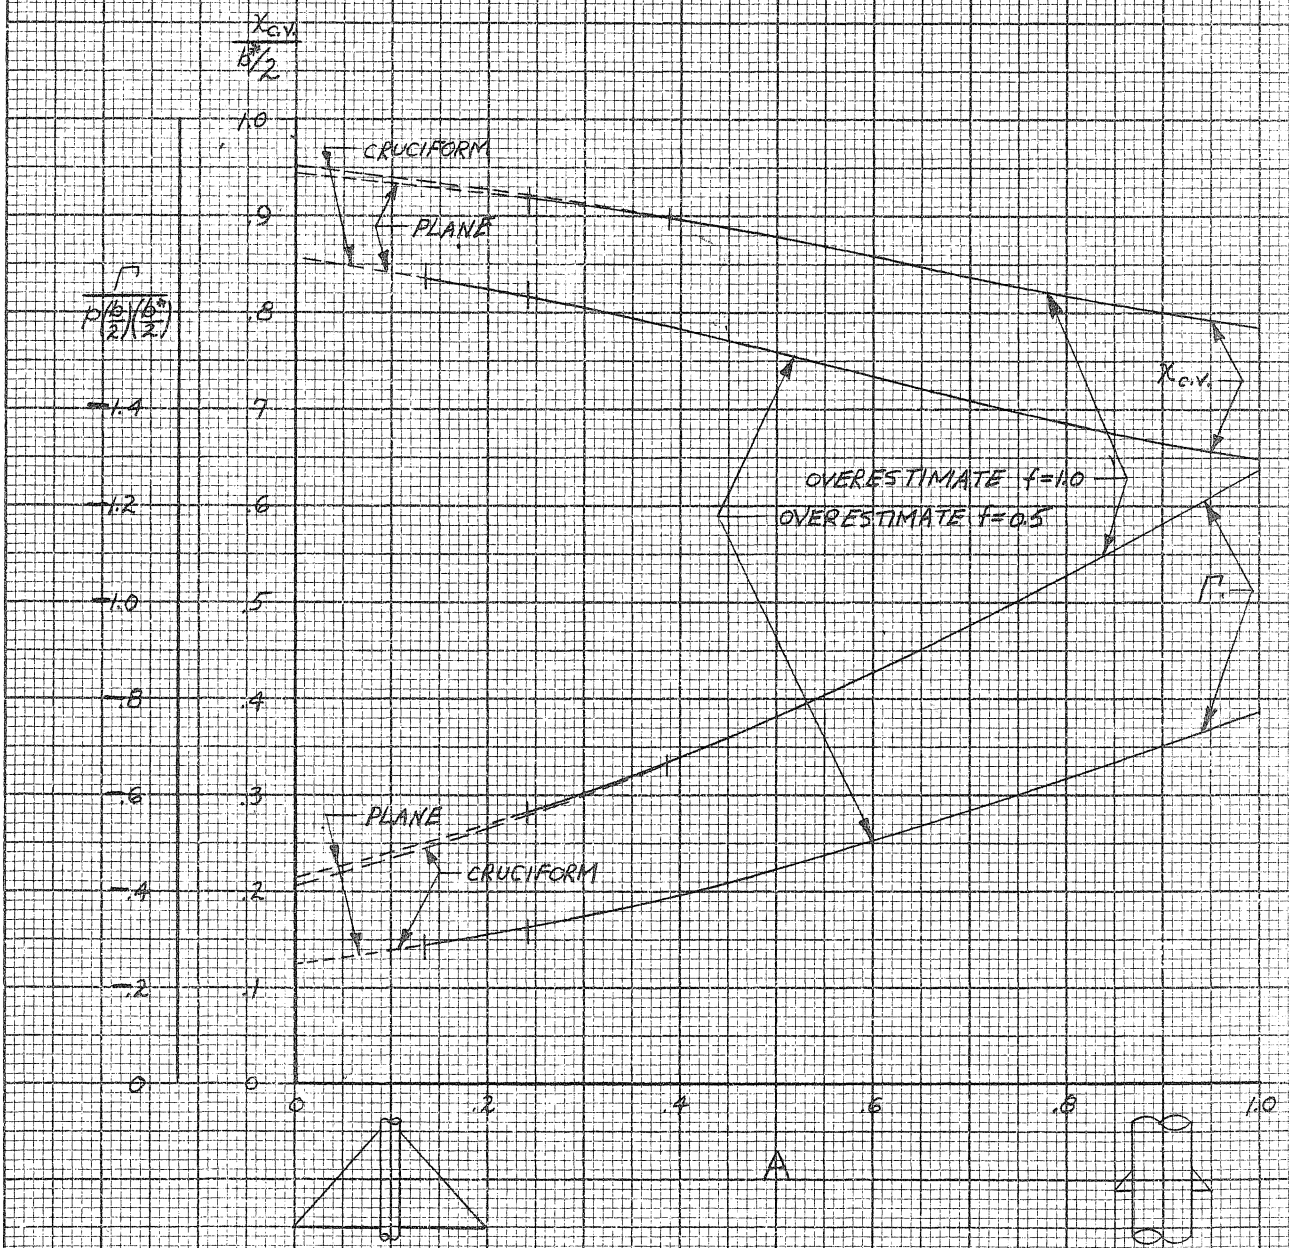 Xc.v.
b*/2
1.0
CRUCIFORM
.9
PLANE
Γ
p(b/2)(b*/2)
.8
Xc.v.
1.4
.7
OVERESTIMATE f=1.0
1.2
.6
OVERESTIMATE f=0.5
1.0
.5
Γ
.8
.4
.6
.3
PLANE
CRUCIFORM
.4
.2
.2
.1
0
0
0 .2 .4 .6 .8 1.0
A